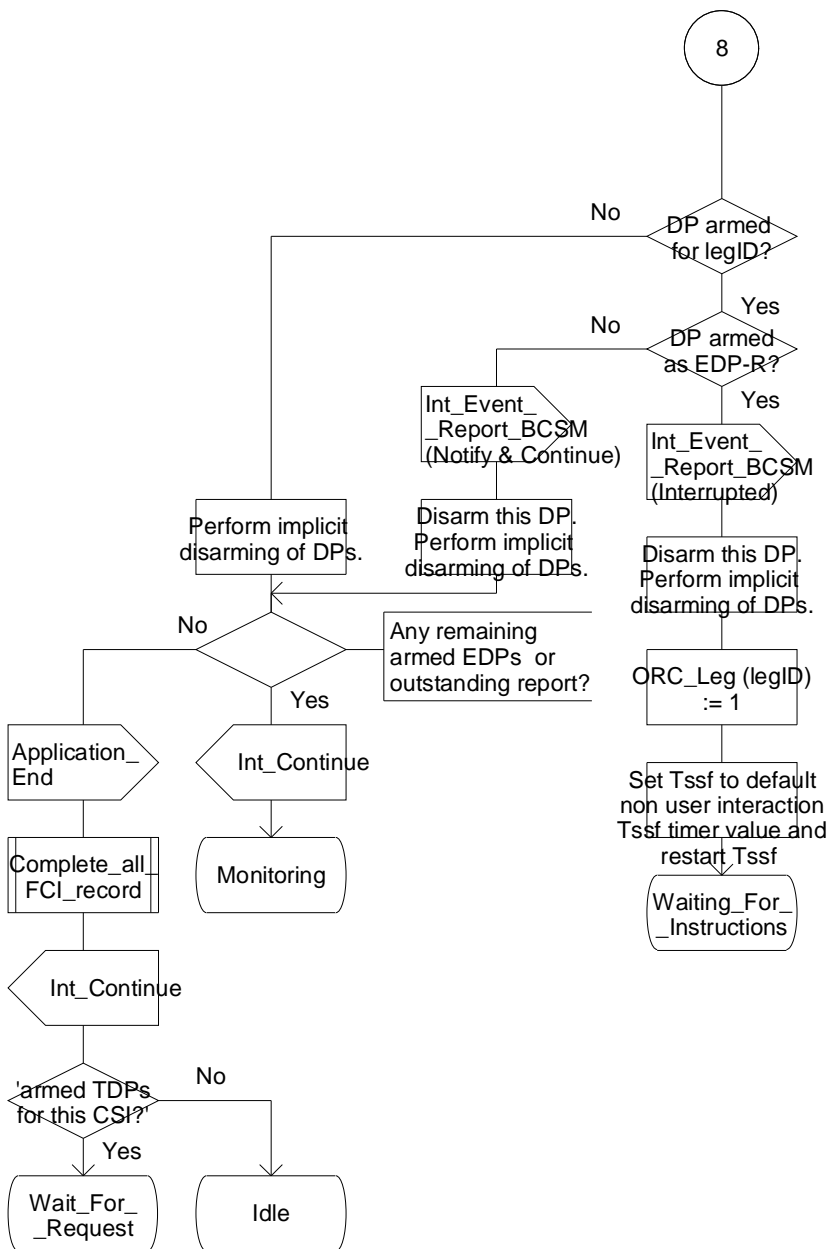 8
No
DP armed
for legID?
Yes
No
DP armed
as EDP-R?
Yes
Int_Event_
_Report_BCSM
(Notify & Continue)
Int_Event_
_Report_BCSM
(Interrupted)
Perform implicit
disarming of DPs.
Disarm this DP.
Perform implicit
disarming of DPs.
Disarm this DP.
Perform implicit
disarming of DPs.
No
Any remaining
armed EDPs or
outstanding report?
Yes
ORC_Leg (legID)
:= 1
Application_
End
Int_Continue
Set Tssf to default
non user interaction
Tssf timer value and
restart Tssf
Complete_all_
FCI_record
Monitoring
Waiting_For_
_Instructions
Int_Continue
'armed TDPs
for this CSI?'
No
Yes
Wait_For_
_Request
Idle